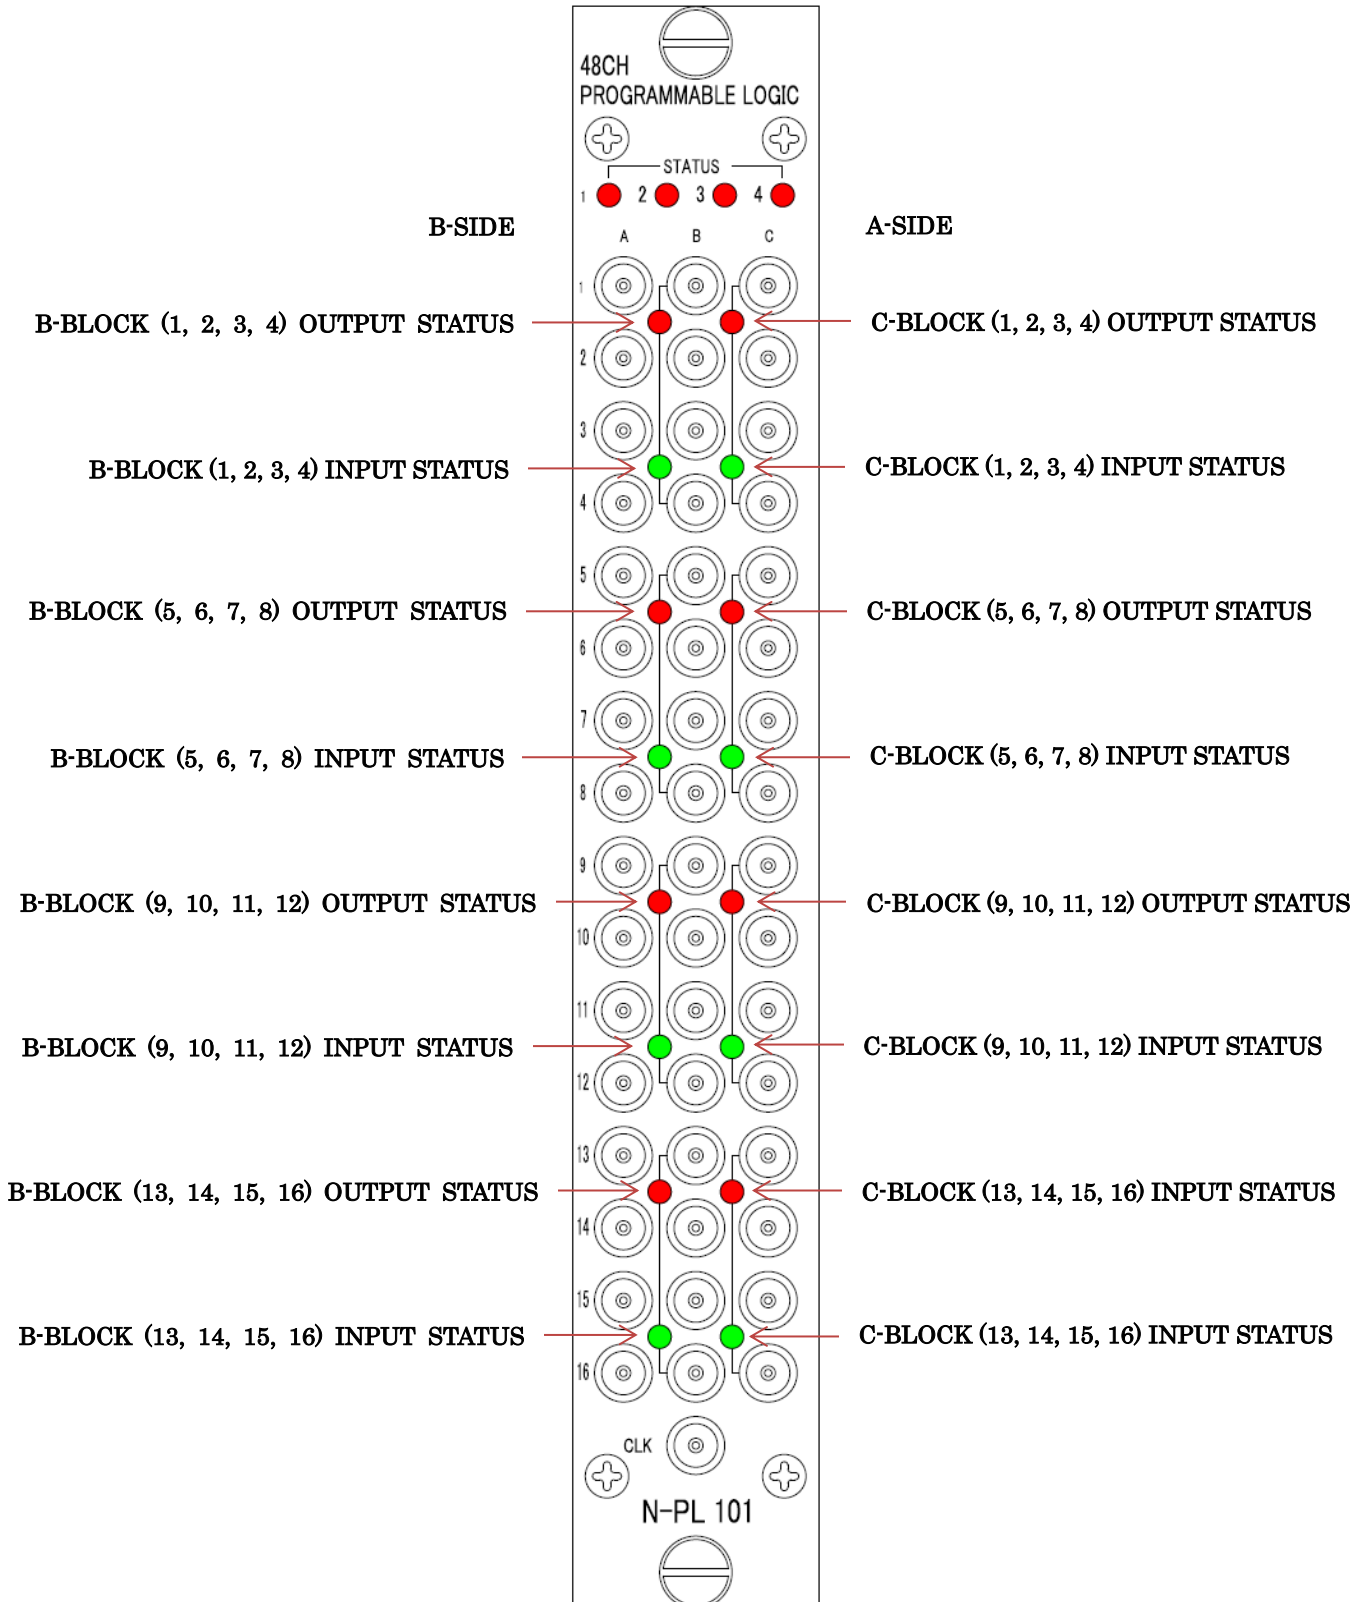 48CH
PROGRAMMABLE LOGIC
STATUS
1 2 3 4
B-SIDE
A-SIDE
A B C
1
B-BLOCK (1, 2, 3, 4) OUTPUT STATUS
C-BLOCK (1, 2, 3, 4) OUTPUT STATUS
2
3
B-BLOCK (1, 2, 3, 4) INPUT STATUS
C-BLOCK (1, 2, 3, 4) INPUT STATUS
4
5
B-BLOCK (5, 6, 7, 8) OUTPUT STATUS
C-BLOCK (5, 6, 7, 8) OUTPUT STATUS
6
7
B-BLOCK (5, 6, 7, 8) INPUT STATUS
C-BLOCK (5, 6, 7, 8) INPUT STATUS
8
9
B-BLOCK (9, 10, 11, 12) OUTPUT STATUS
C-BLOCK (9, 10, 11, 12) OUTPUT STATUS
10
11
B-BLOCK (9, 10, 11, 12) INPUT STATUS
C-BLOCK (9, 10, 11, 12) INPUT STATUS
12
13
B-BLOCK (13, 14, 15, 16) OUTPUT STATUS
C-BLOCK (13, 14, 15, 16) INPUT STATUS
14
15
B-BLOCK (13, 14, 15, 16) INPUT STATUS
C-BLOCK (13, 14, 15, 16) INPUT STATUS
16
CLK
N-PL 101